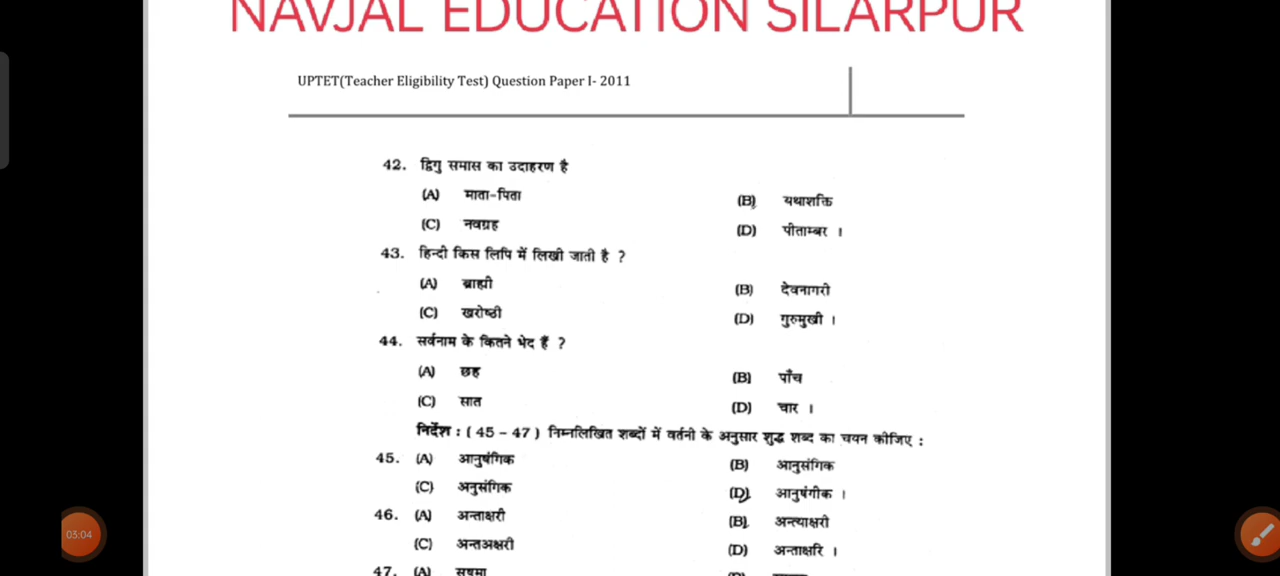 NAVJAL EDUCATION SILARPUR
UPTET(Teacher Eligibility Test) Question Paper I- 2011
42. द्विगु समास का उदाहरण है
(A) माता-पिता (B) यथाशक्ति
(C) नवग्रह (D) पीताम्बर ।
43. हिन्दी किस लिपि में लिखी जाती है ?
(A) ब्राह्मी (B) देवनागरी
(C) खरोष्ठी (D) गुरुमुखी ।
44. सर्वनाम के कितने भेद हैं ?
(A) छह (B) पाँच
(C) सात (D) चार ।
निर्देश : ( 45 – 47 ) निम्नलिखित शब्दों में वर्तनी के अनुसार शुद्ध शब्द का चयन कीजिए :
45. (A) आनुषंगिक (B) आनुसंगिक
(C) अनुसंगिक (D) आनुषंगीक ।
46. (A) अन्ताक्षरी (B) अन्त्याक्षरी
(C) अन्तअक्षरी (D) अन्ताक्षरि ।
47. (A)
03:04